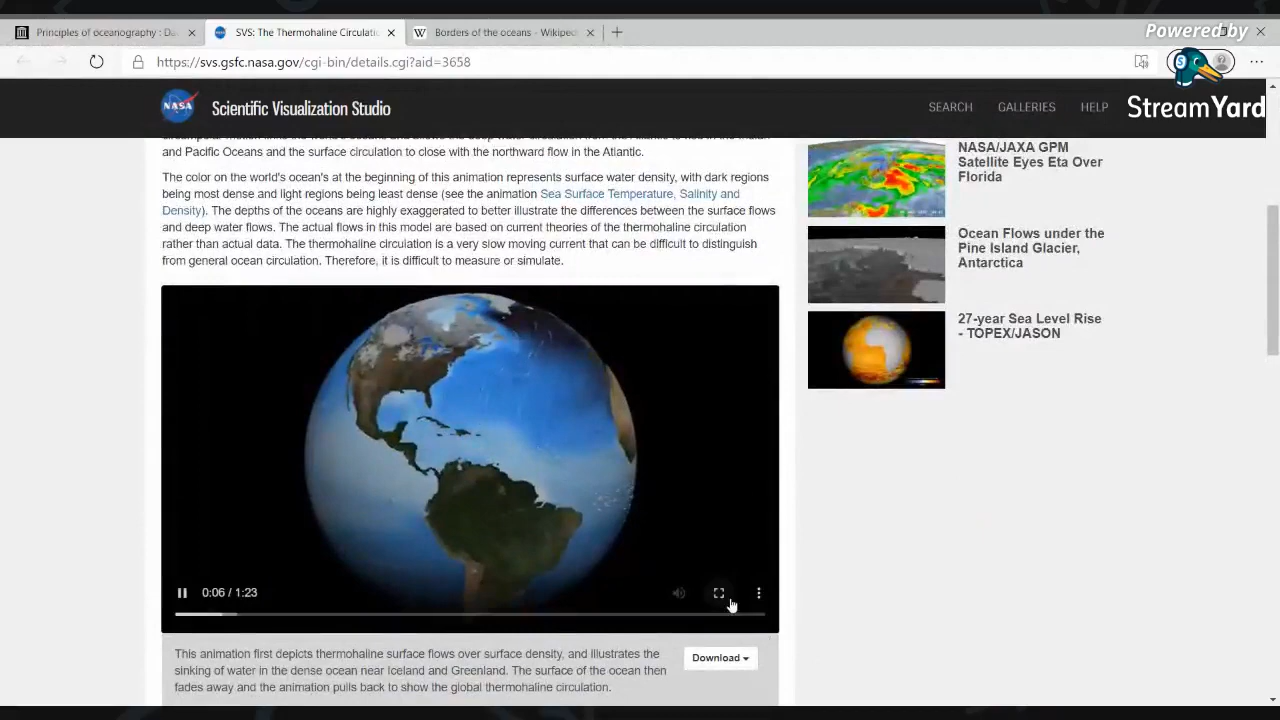 Principles of oceanography : Da
SVS: The Thermohaline Circulatio
Borders of the oceans - Wikiped
Powered by
https://svs.gsfc.nasa.gov/cgi-bin/details.cgi?aid=3658
StreamYard
NASA
Scientific Visualization Studio
SEARCH
GALLERIES
HELP
and Pacific Oceans and the surface circulation to close with the northward flow in the Atlantic.
The color on the world's ocean's at the beginning of this animation represents surface water density, with dark regions
being most dense and light regions being least dense (see the animation Sea Surface Temperature, Salinity and
Density). The depths of the oceans are highly exaggerated to better illustrate the differences between the surface flows
and deep water flows. The actual flows in this model are based on current theories of the thermohaline circulation
rather than actual data. The thermohaline circulation is a very slow moving current that can be difficult to distinguish
from general ocean circulation. Therefore, it is difficult to measure or simulate.
0:06 / 1:23
This animation first depicts thermohaline surface flows over surface density, and illustrates the
sinking of water in the dense ocean near Iceland and Greenland. The surface of the ocean then
fades away and the animation pulls back to show the global thermohaline circulation.
Download
NASA/JAXA GPM
Satellite Eyes Eta Over
Florida
Ocean Flows under the
Pine Island Glacier,
Antarctica
27-year Sea Level Rise
- TOPEX/JASON